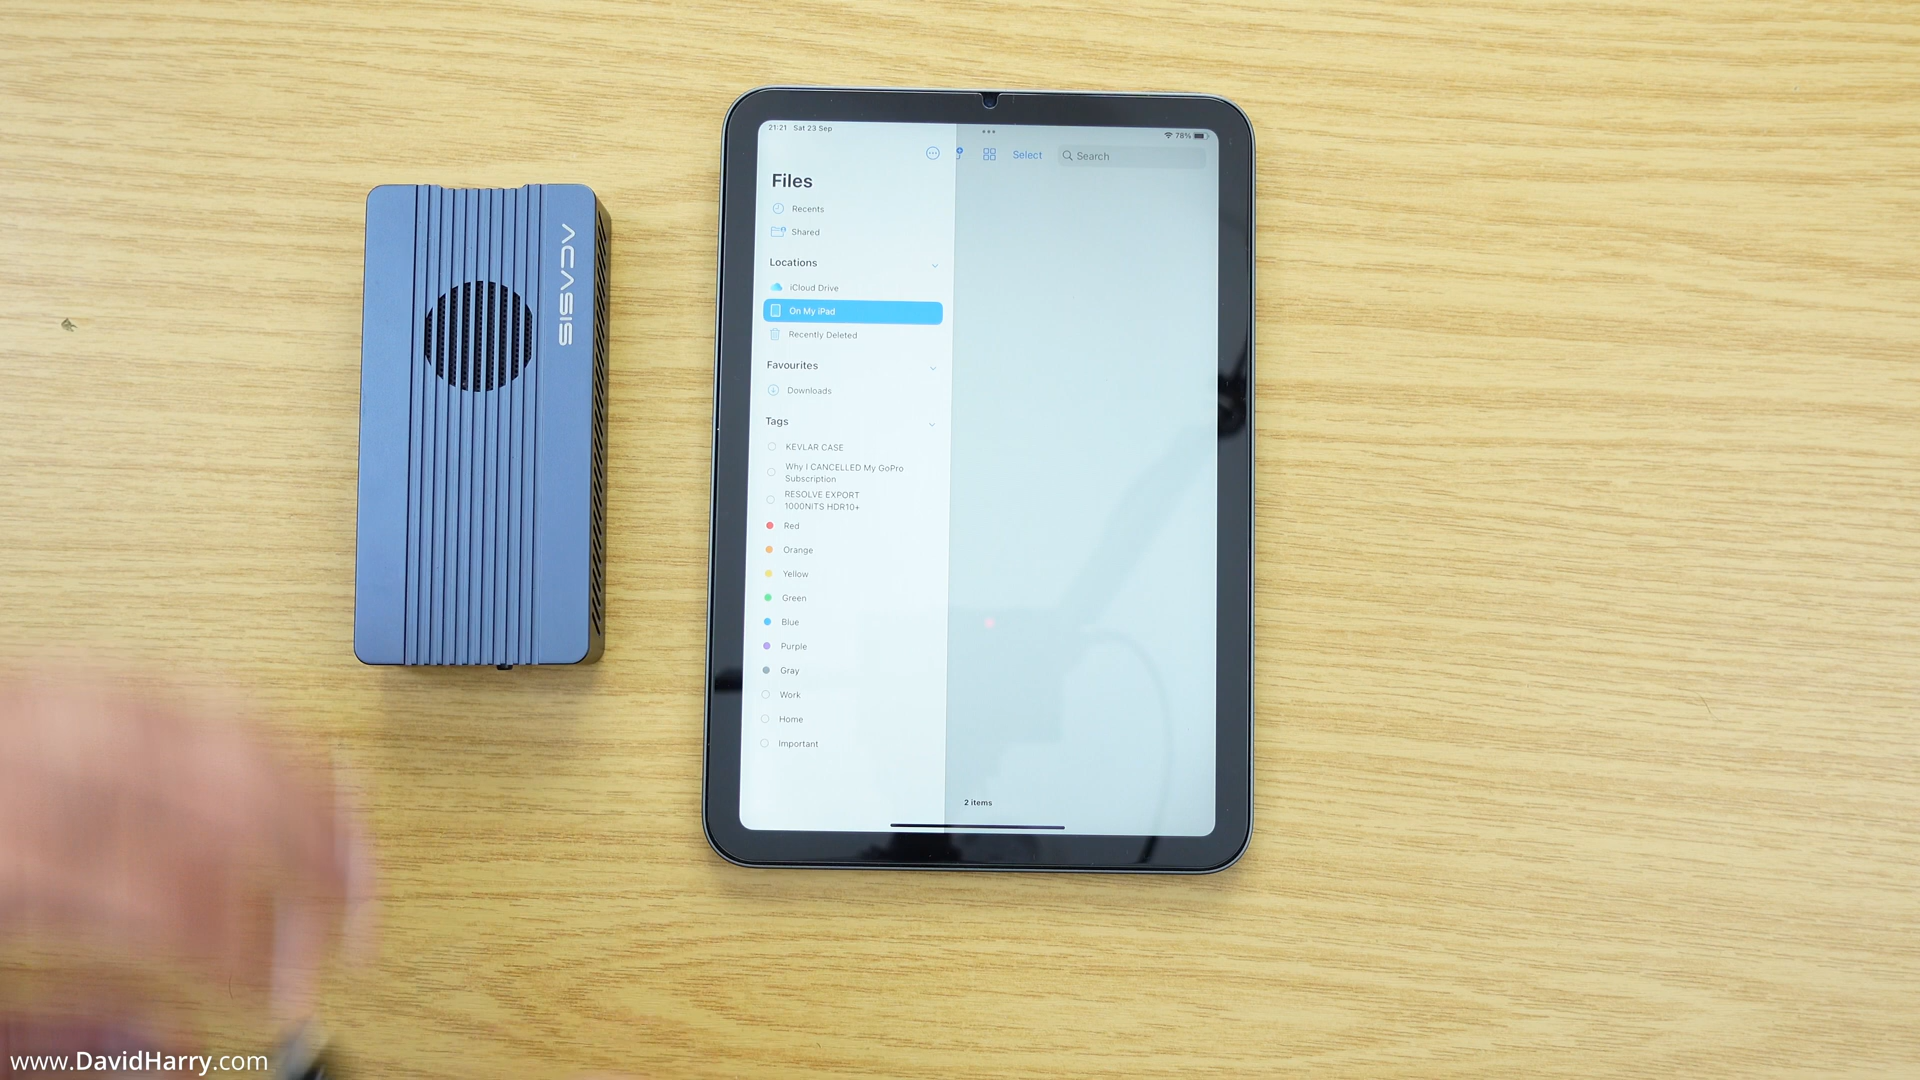 ACASIS
21:21 Sat 23 Sep
78%
Select
Search
Files
Recents
Shared
Locations
iCloud Drive
On My iPad
Recently Deleted
Favourites
Downloads
Tags
KEVLAR CASE
Why I CANCELLED My GoPro
Subscription
RESOLVE EXPORT
1000NITS HDR10+
Red
Orange
Yellow
Green
Blue
Purple
Gray
Work
Home
Important
2 items
www.DavidHarry.com